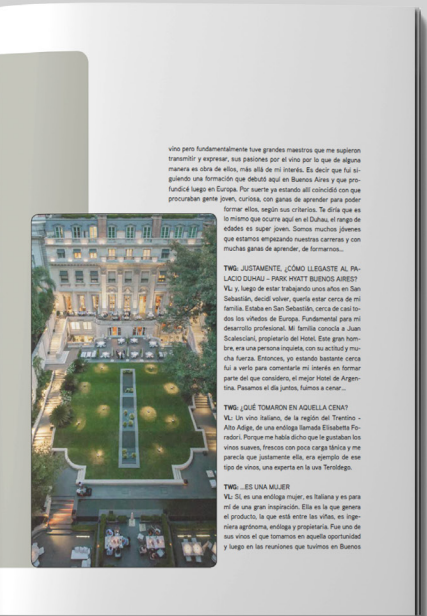 vino pero fundamentalmente tuve grandes maestros que me supieron
transmitir y expresar, sus pasiones por el vino por lo que de alguna
manera es obra de ellos, más allá de mi interés. Es decir que fui si-
guiendo una formación que debutó aquí en Buenos Aires y que pro-
fundicé luego en Europa. Por suerte ya estando allí coincidió con que
procuraban gente joven, curiosa, con ganas de aprender para poder
formar ellos, según sus criterios. Te diría que es
lo mismo que ocurre aquí en el Duhau, el rango de
edades es super joven. Somos muchos jóvenes
que estamos empezando nuestras carreras y con
muchas ganas de aprender, de formarnos...
TWG: JUSTAMENTE, ¿CÓMO LLEGASTE AL PA-
LACIO DUHAU – PARK HYATT BUENOS AIRES?
VL: y, luego de estar trabajando unos años en San
Sebastián, decidí volver, quería estar cerca de mi
familia. Estaba en San Sebastián, cerca de casi to-
dos los viñedos de Europa. Fundamental para mi
desarrollo profesional. Mi familia conocía a Juan
Scalesciani, propietario del Hotel. Este gran hom-
bre, era una persona inquieta, con su actitud y mu-
cha fuerza. Entonces, yo estando bastante cerca
fui a verlo para comentarle mi interés en formar
parte del que considero, el mejor Hotel de Argen-
tina. Pasamos el día juntos, fuimos a cenar...
TWG: ¿QUÉ TOMARON EN AQUELLA CENA?
VL: Un vino italiano, de la región del Trentino -
Alto Adige, de una enóloga llamada Elisabetta Fo-
radori. Porque me había dicho que le gustaban los
vinos suaves, frescos con poca carga tánica y me
parecía que justamente ella, era ejemplo de ese
tipo de vinos, una experta en la uva Teroldego.
TWG: ...ES UNA MUJER
VL: Sí, es una enóloga mujer, es italiana y es para
mí de una gran inspiración. Ella es la que genera
el producto, la que está entre las viñas, es inge-
niera agrónoma, enóloga y propietaria. Fue uno de
sus vinos el que tomamos en aquella oportunidad
y luego en las reuniones que tuvimos en Buenos